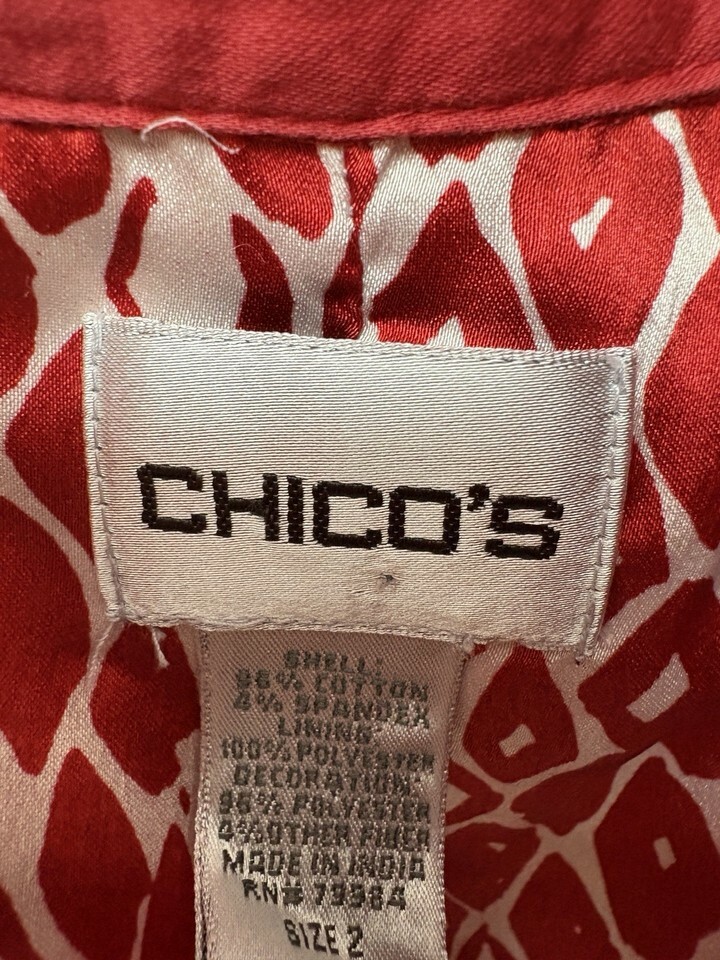 CHICO'S
SHELL:
96% COTTON
4% SPANDEX
LINING:
100% POLYESTER
DECORATION:
96% POLYESTER
4% OTHER FIBER
MADE IN INDIA
RN# 79984
SIZE 2